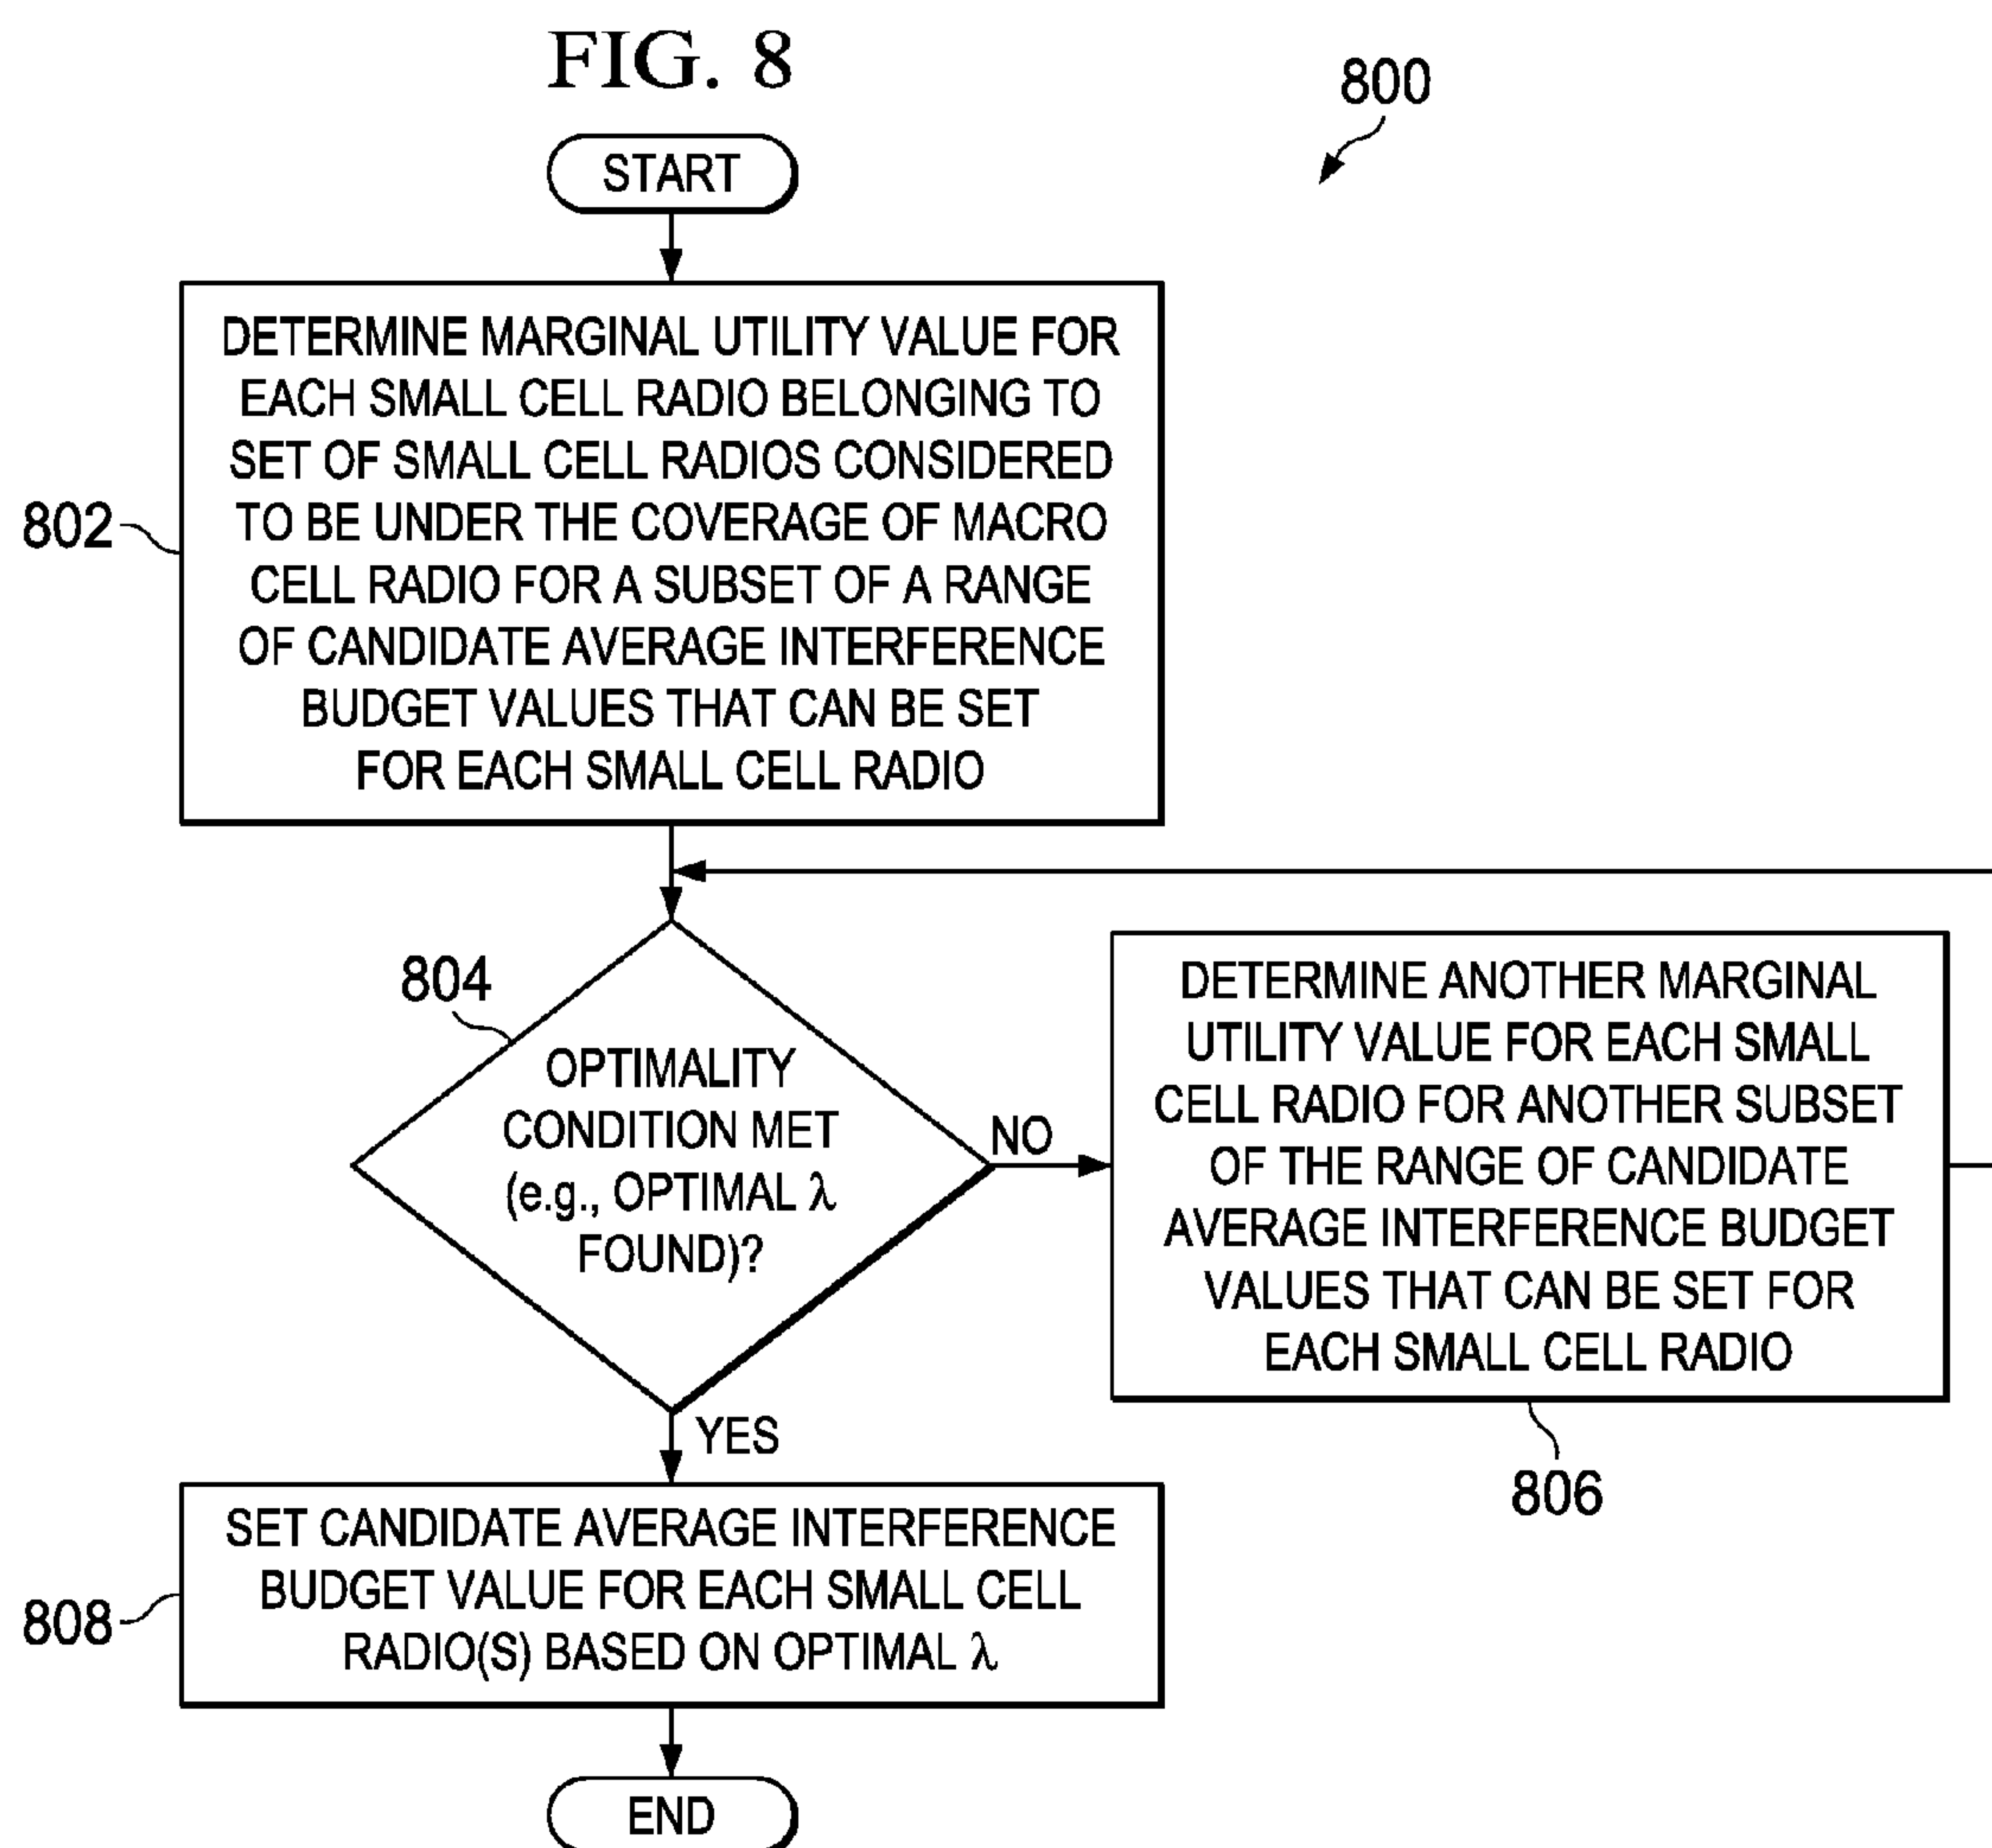 FIG. 8
800
START
802
DETERMINE MARGINAL UTILITY VALUE FOR
EACH SMALL CELL RADIO BELONGING TO
SET OF SMALL CELL RADIOS CONSIDERED
TO BE UNDER THE COVERAGE OF MACRO
CELL RADIO FOR A SUBSET OF A RANGE
OF CANDIDATE AVERAGE INTERFERENCE
BUDGET VALUES THAT CAN BE SET
FOR EACH SMALL CELL RADIO
804
OPTIMALITY
CONDITION MET
(e.g., OPTIMAL λ
FOUND)?
NO
DETERMINE ANOTHER MARGINAL
UTILITY VALUE FOR EACH SMALL
CELL RADIO FOR ANOTHER SUBSET
OF THE RANGE OF CANDIDATE
AVERAGE INTERFERENCE BUDGET
VALUES THAT CAN BE SET FOR
EACH SMALL CELL RADIO
806
YES
808
SET CANDIDATE AVERAGE INTERFERENCE
BUDGET VALUE FOR EACH SMALL CELL
RADIO(S) BASED ON OPTIMAL λ
END